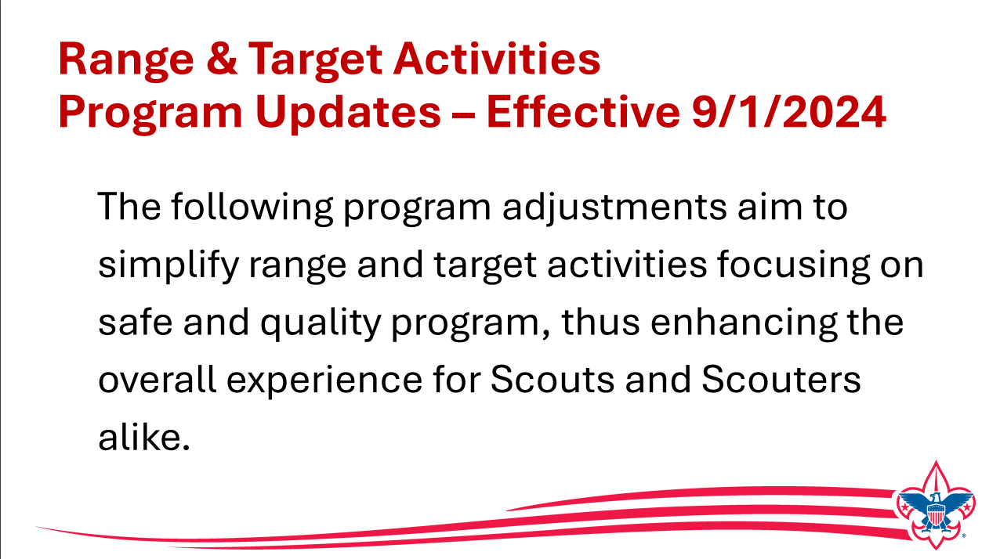 Range & Target Activities
Program Updates – Effective 9/1/2024
The following program adjustments aim to
simplify range and target activities focusing on
safe and quality program, thus enhancing the
overall experience for Scouts and Scouters
alike.
®